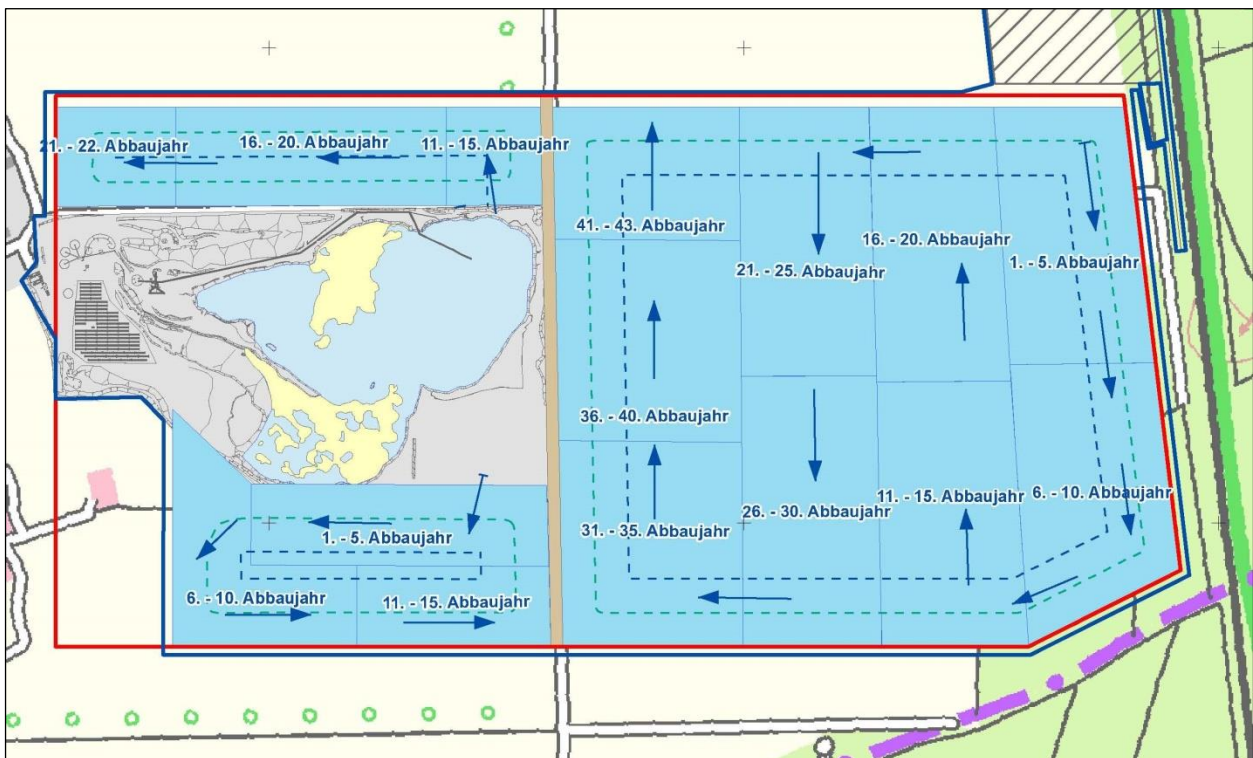 21. - 22. Abbaujahr
16. - 20. Abbaujahr
11. - 15. Abbaujahr
41. - 43. Abbaujahr
21. - 25. Abbaujahr
16. - 20. Abbaujahr
1. - 5. Abbaujahr
36. - 40. Abbaujahr
31. - 35. Abbaujahr
26. - 30. Abbaujahr
11. - 15. Abbaujahr
6. - 10. Abbaujahr
1. - 5. Abbaujahr
6. - 10. Abbaujahr
11. - 15. Abbaujahr